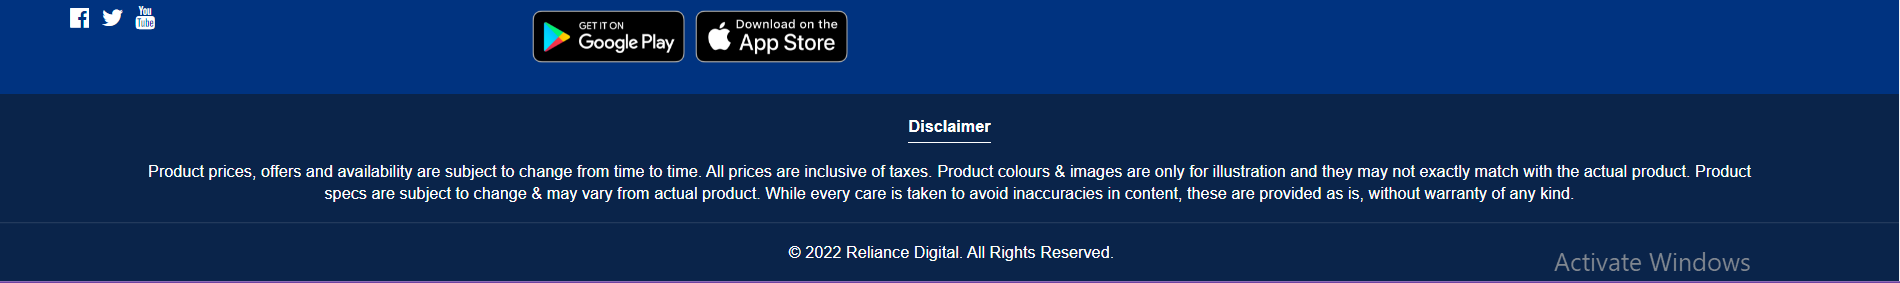 You
Tube
GET IT ON
Google Play
Download on the
App Store
Disclaimer
Product prices, offers and availability are subject to change from time to time. All prices are inclusive of taxes. Product colours & images are only for illustration and they may not exactly match with the actual product. Product
specs are subject to change & may vary from actual product. While every care is taken to avoid inaccuracies in content, these are provided as is, without warranty of any kind.
© 2022 Reliance Digital. All Rights Reserved.
Activate Windows